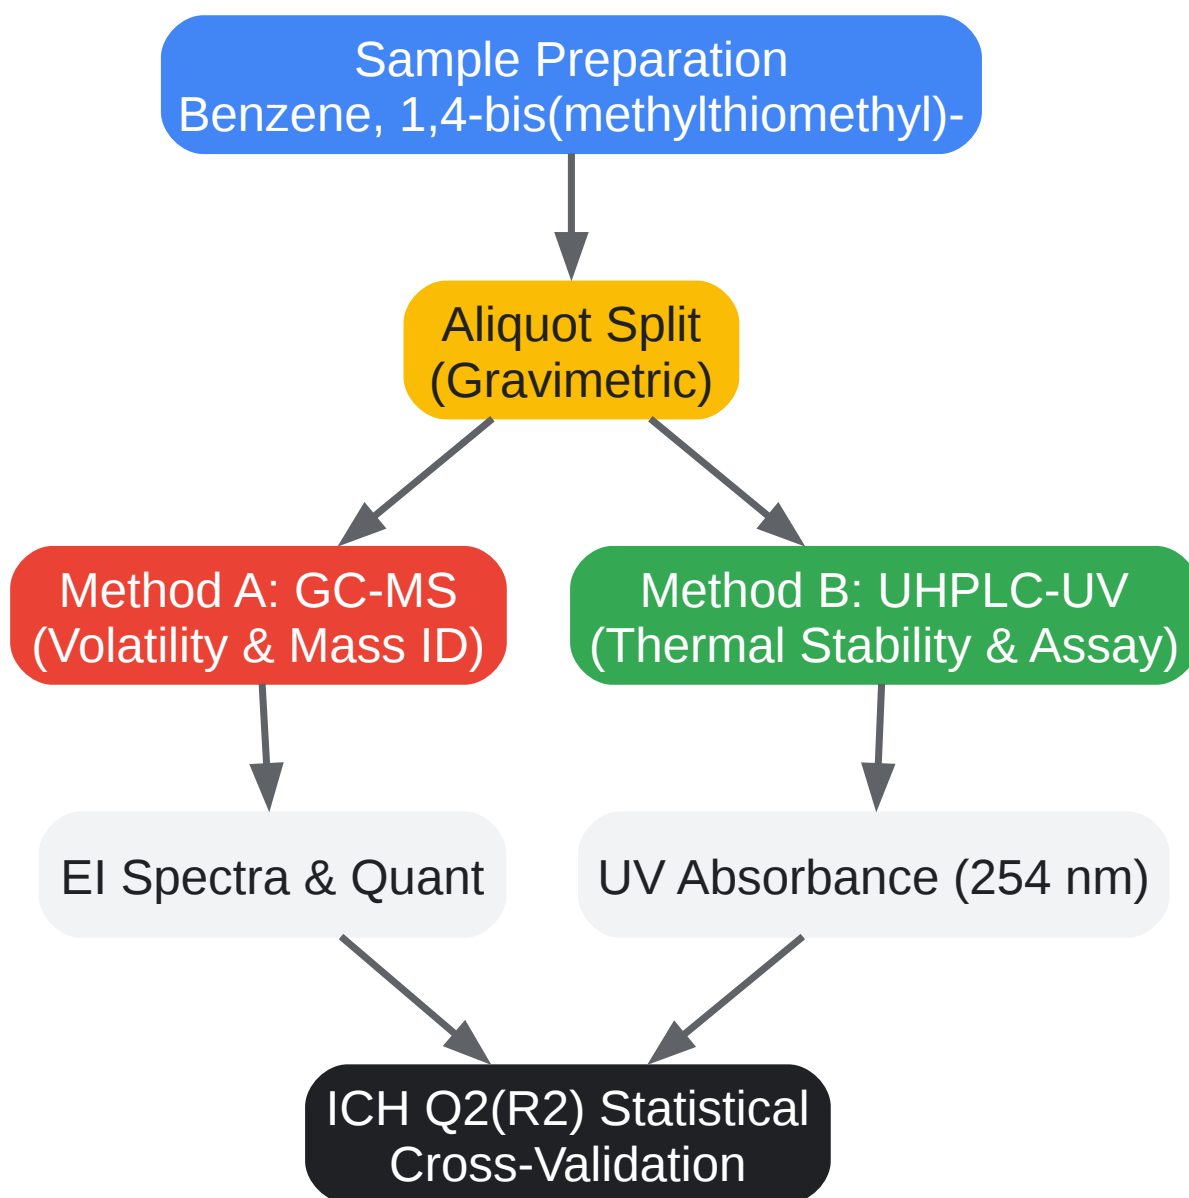 Sample Preparation
Benzene, 1,4-bis(methylthiomethyl)-
Aliquot Split
(Gravimetric)
Method A: GC-MS
(Volatility & Mass ID)
Method B: UHPLC-UV
(Thermal Stability & Assay)
EI Spectra & Quant
UV Absorbance (254 nm)
ICH Q2(R2) Statistical
Cross-Validation